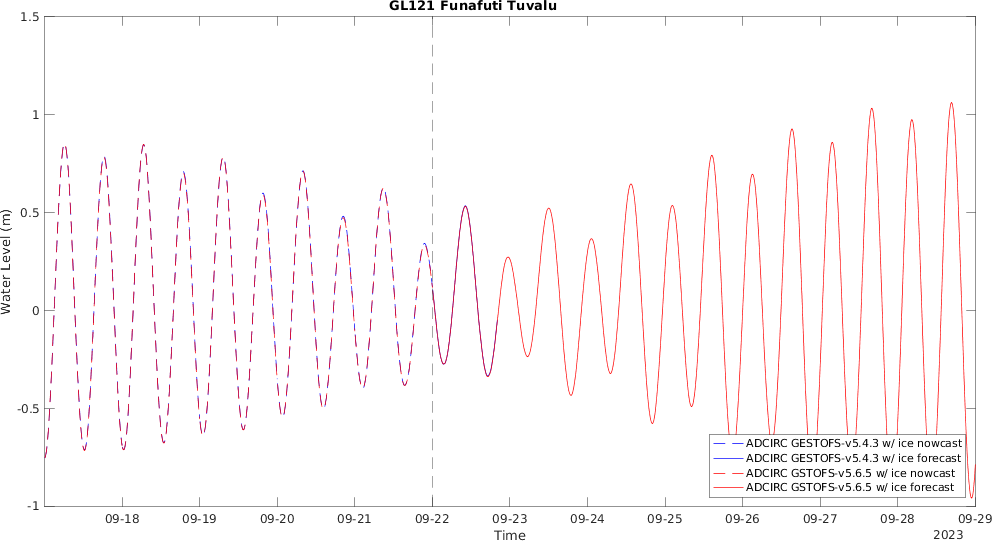 GL121 Funafuti Tuvalu
1.5
1
0.5
0
-0.5
-1
Water Level (m)
ADCIRC GESTOFS-v5.4.3 w/ ice nowcast
ADCIRC GESTOFS-v5.4.3 w/ ice forecast
ADCIRC GSTOFS-v5.6.5 w/ ice nowcast
ADCIRC GSTOFS-v5.6.5 w/ ice forecast
09-18 09-19 09-20 09-21 09-22 09-23 09-24 09-25 09-26 09-27 09-28 09-29
Time
2023